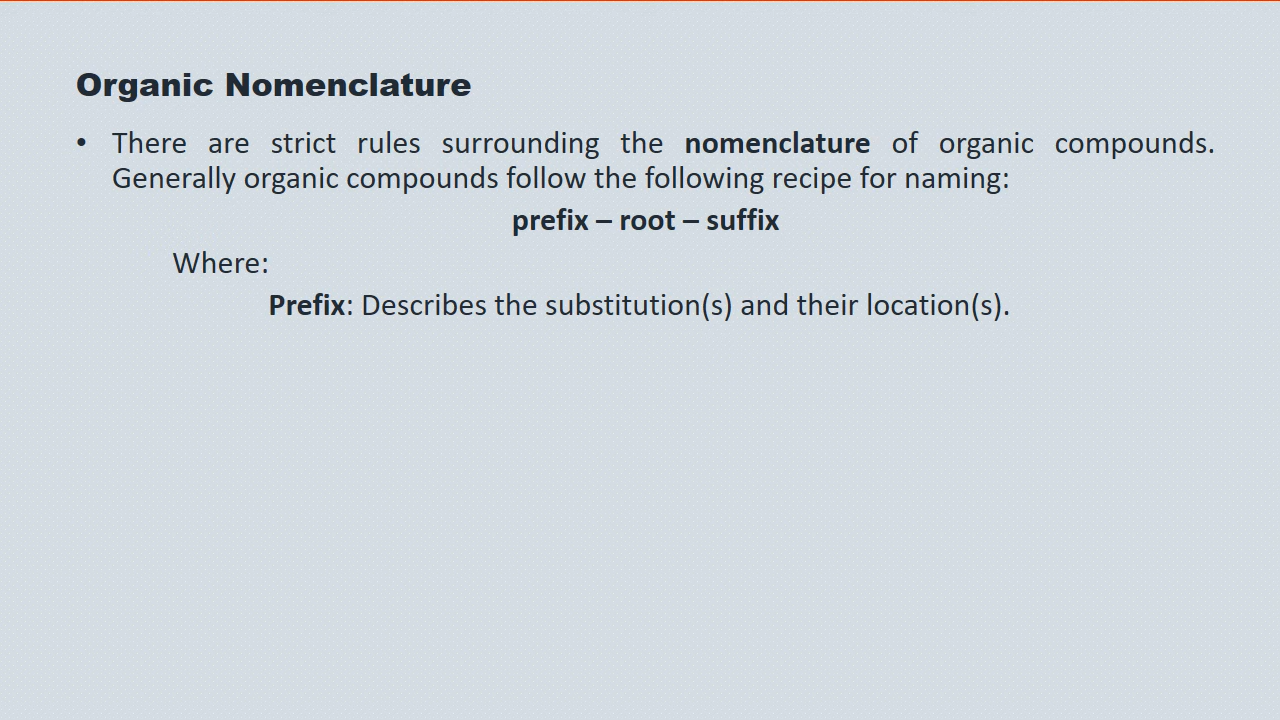 Organic Nomenclature
• There are strict rules surrounding the nomenclature of organic compounds.
Generally organic compounds follow the following recipe for naming:
prefix – root – suffix
Where:
Prefix: Describes the substitution(s) and their location(s).